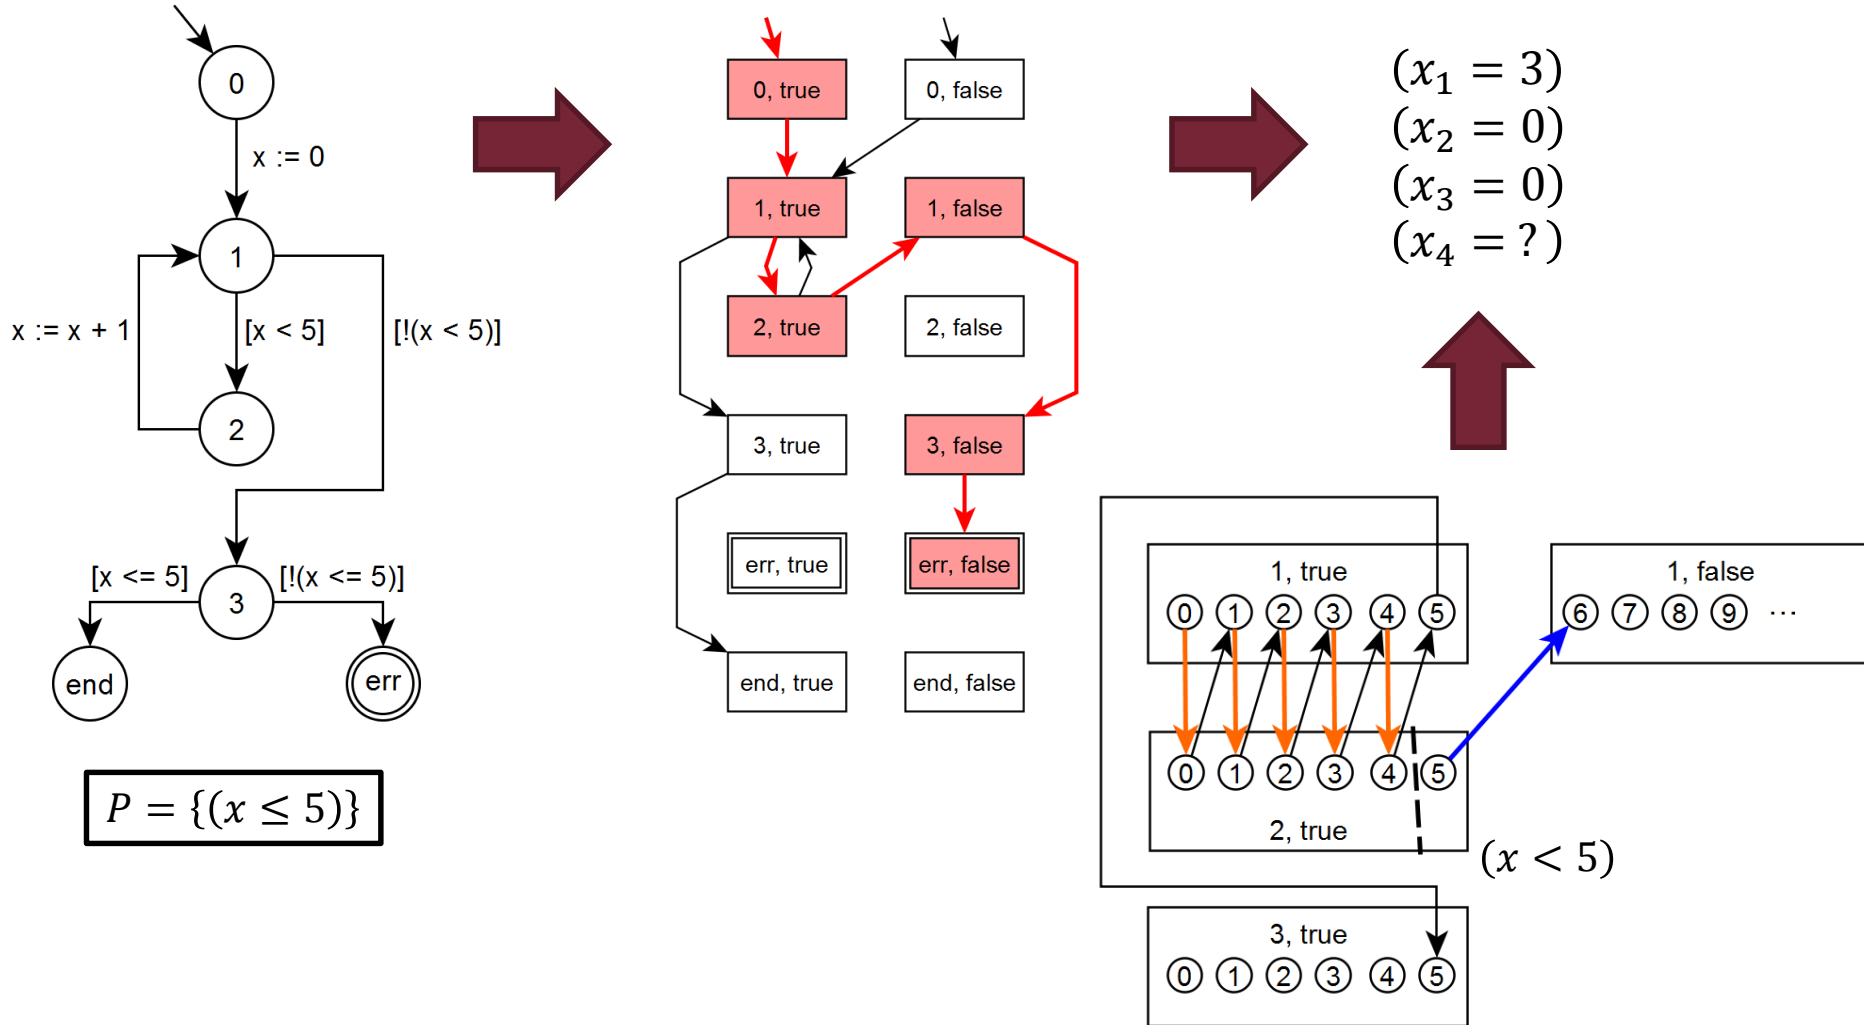 0
x := 0
1
x := x + 1
[x < 5]
[!(x < 5)]
2
[x <= 5]
[!(x <= 5)]
3
end
err
P = {(x ≤ 5)}
0, true
0, false
1, true
1, false
2, true
2, false
3, true
3, false
err, true
err, false
end, true
end, false
(x₁ = 3)
(x₂ = 0)
(x₃ = 0)
(x₄ = ? )
1, true
0 1 2 3 4 5
1, false
6 7 8 9 ...
0 1 2 3 4 5
2, true
(x < 5)
3, true
0 1 2 3 4 5